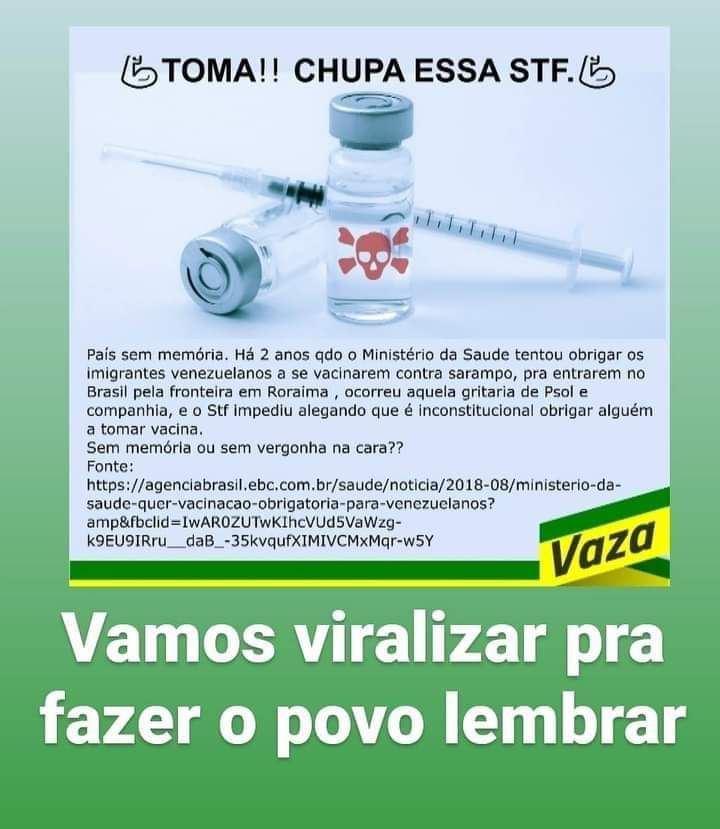 TOMA!! CHUPA ESSA STF.
País sem memória. Há 2 anos qdo o Ministério da Saude tentou obrigar os
imigrantes venezuelanos a se vacinarem contra sarampo, pra entrarem no
Brasil pela fronteira em Roraima , ocorreu aquela gritaria de Psol e
companhia, e o Stf impediu alegando que é inconstitucional obrigar alguém
a tomar vacina.
Sem memória ou sem vergonha na cara??
Fonte:
https://agenciabrasil.ebc.com.br/saude/noticia/2018-08/ministerio-da-
saude-quer-vacinacao-obrigatoria-para-venezuelanos?
amp&fbclid=IwAR0ZUTwKIhcVUd5VaWzg-
k9EU9IRru__daB_-35kvqufXIMIVCMxMqr-w5Y
Vaza
Vamos viralizar pra
fazer o povo lembrar